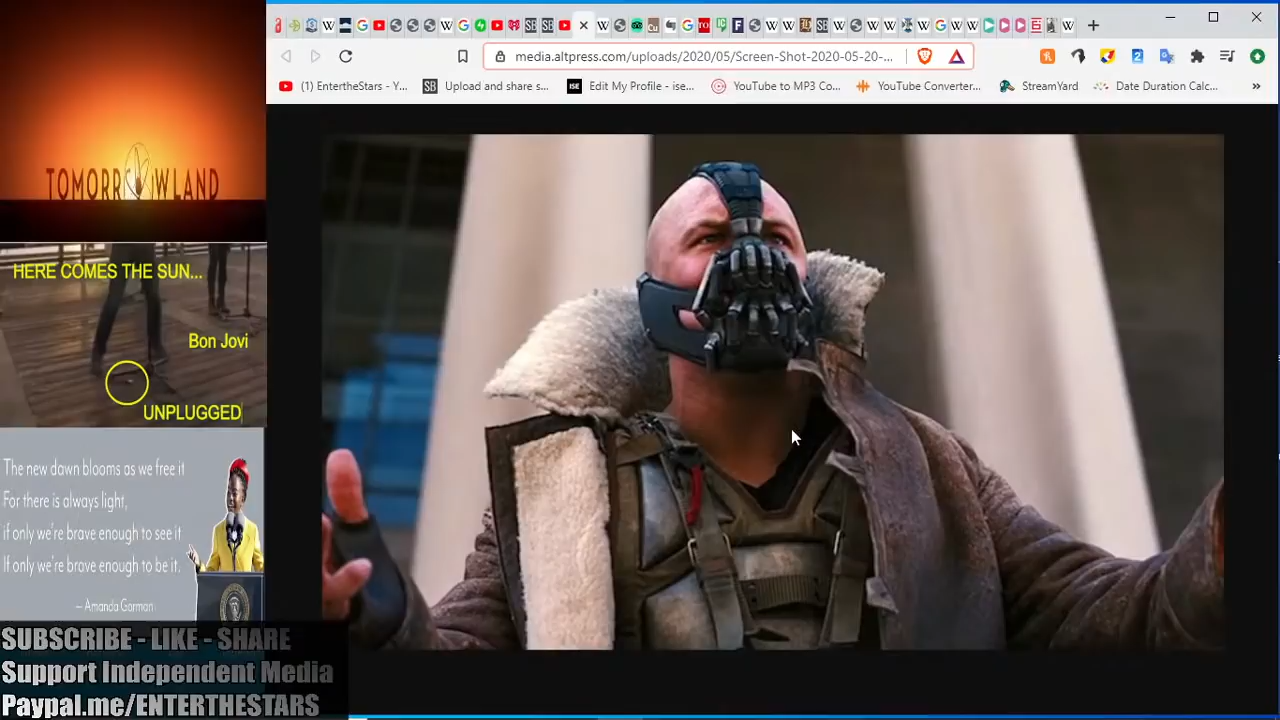 media.altpress.com/uploads/2020/05/Screen-Shot-2020-05-20-...
(1) EntertheStars - Y...
SB
Upload and share s...
ISE
Edit My Profile - ise...
YouTube to MP3 Co...
YouTube Converter...
StreamYard
Date Duration Calc...
»
TOMORROWLAND
HERE COMES THE SUN...
Bon Jovi
UNPLUGGED
The new dawn blooms as we free it
For there is always light,
if only we're brave enough to see it
If only we're brave enough to be it.
— Amanda Gorman
SUBSCRIBE - LIKE - SHARE
Support Independent Media
Paypal.me/ENTERTHESTARS